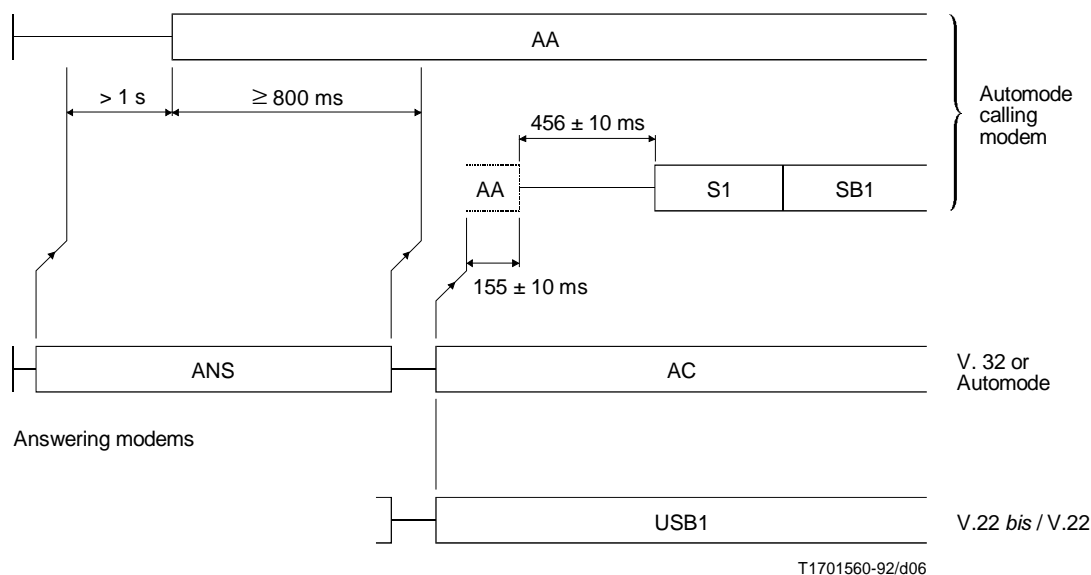 AA
> 1 s
≥ 800 ms
Automode
calling
modem
456 ± 10 ms
AA
S1
SB1
155 ± 10 ms
ANS
AC
V. 32 or
Automode
Answering modems
USB1
V.22 bis / V.22
T1701560-92/d06